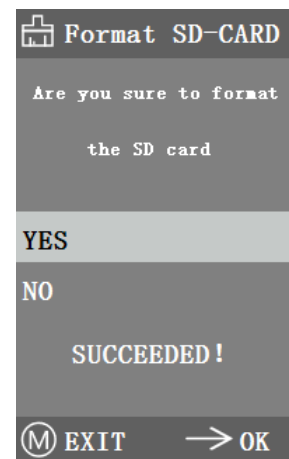 Format SD-CARD
Are you sure to format
the SD card
YES
NO
SUCCEEDED!
M EXIT → OK